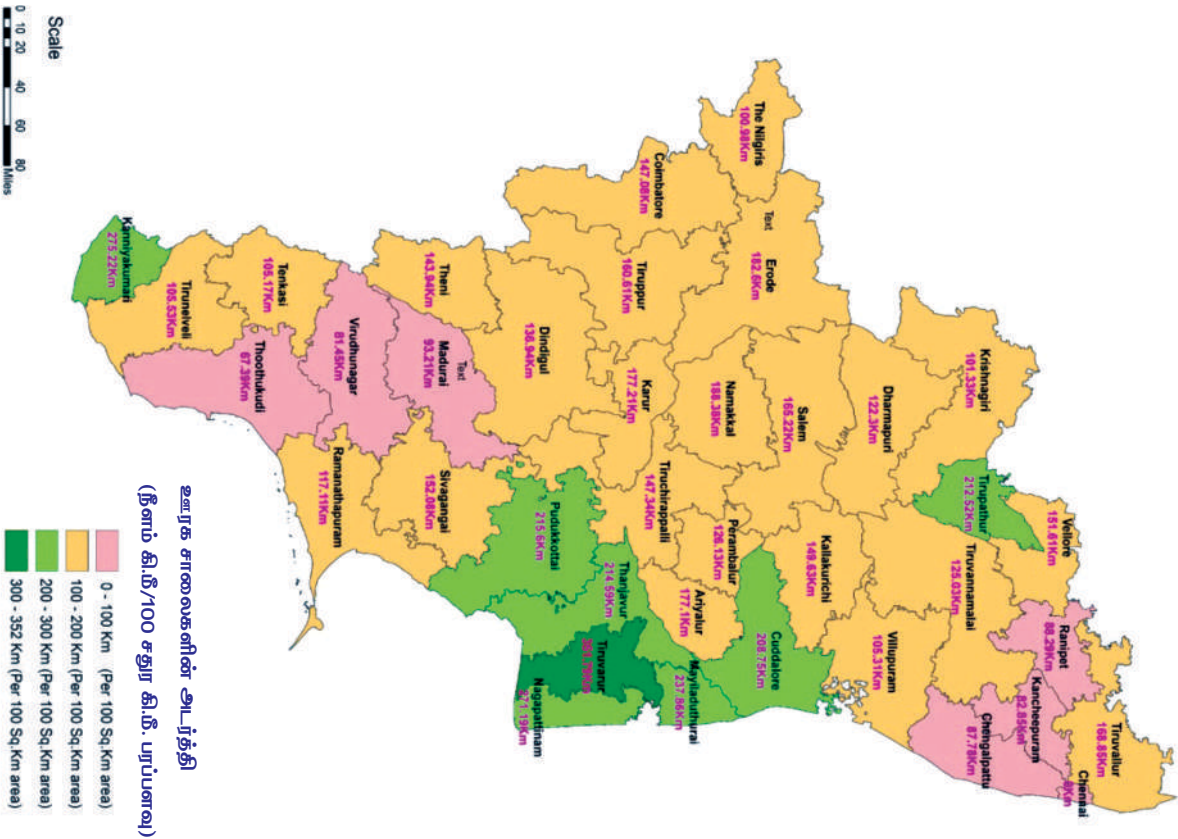 ஊரக சாலைகளின் அடர்த்தி
(நீளம் கி.மீ/100 சதுர கி.மீ. பரப்பளவு)
Tiruvallur
168.85Km
Chennai
0Km
Vellore
151.61Km
Ranipet
88.29Km
Kancheepuram
82.85Km
Chengalpattu
87.78Km
Tirupathur
212.52Km
Krishnagiri
101.33Km
Tiruvannamalai
125.03Km
Dharmapuri
122.3Km
Villupuram
105.31Km
Kallakurichi
149.63Km
Salem
165.22Km
Cuddalore
208.75Km
The Nilgiris
100.98Km
Text
Erode
182.6Km
Namakkal
188.38Km
Perambalur
126.13Km
Ariyalur
177.1Km
Mayiladuthurai
237.86Km
Coimbatore
147.08Km
Tiruppur
160.61Km
Karur
177.21Km
Tiruchirappalli
147.34Km
Thanjavur
214.59Km
Tiruvarur
Nagapattinam
271.19Km
Dindigul
136.94Km
Pudukkottai
215.6Km
Theni
143.94Km
Text
Madurai
93.21Km
Sivagangai
152.08Km
Virudhunagar
81.45Km
Ramanathapuram
117.11Km
Tenkasi
105.17Km
Thoothukudi
67.39Km
Tirunelveli
105.53Km
Kanniyakumari
275.22Km
Scale
0 10 20 40 60 80
Miles
0 - 100 Km (Per 100 Sq.Km area)
100 - 200 Km (Per 100 Sq.Km area)
200 - 300 Km (Per 100 Sq.Km area)
300 - 352 Km (Per 100 Sq.Km area)